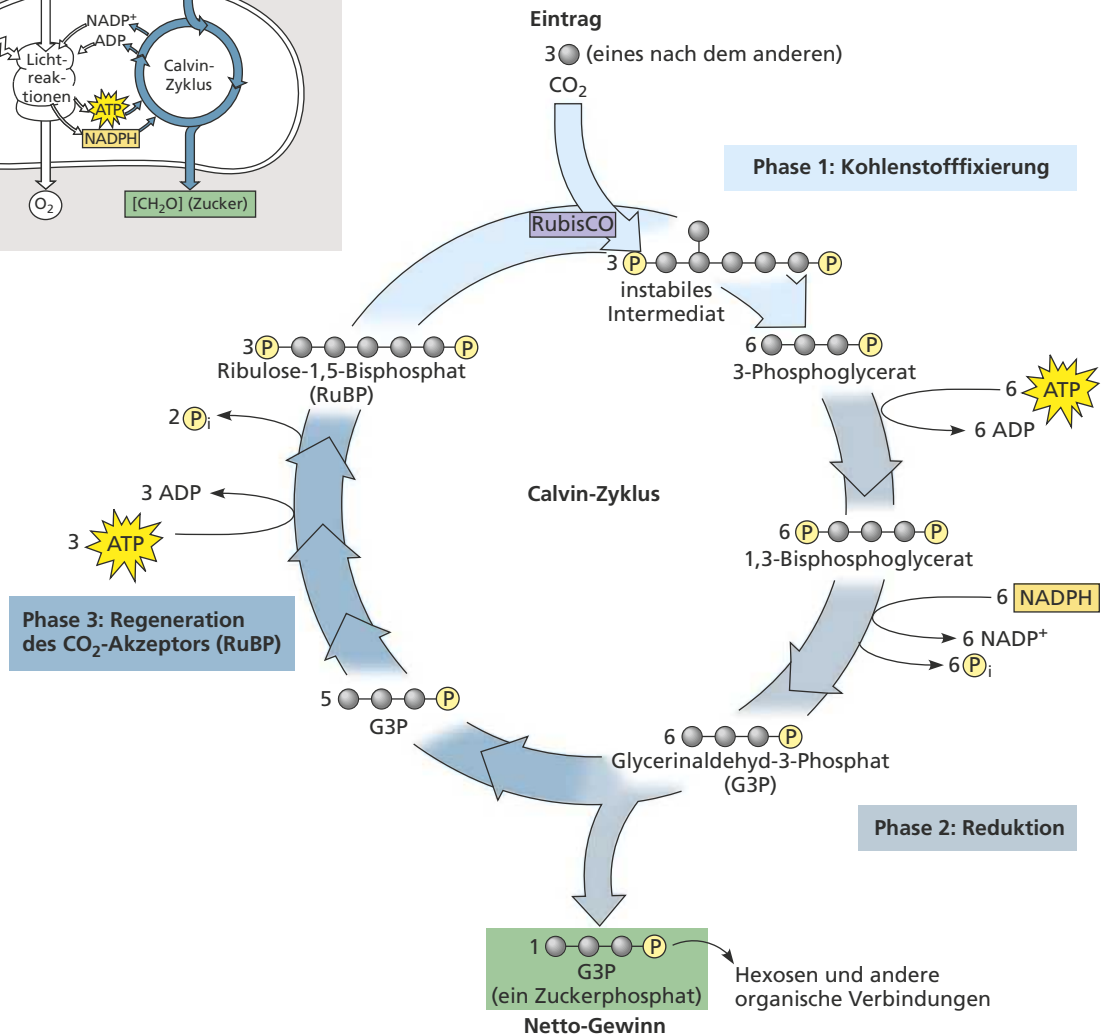 NADP⁺
ADP
Licht-
reak-
tionen
Calvin-
Zyklus
ATP
NADPH
O₂
[CH₂O] (Zucker)
Eintrag
3 (eines nach dem anderen)
CO₂
Phase 1: Kohlenstofffixierung
RubisCO
3 P P
instabiles
Intermediat
3 P P
Ribulose-1,5-Bisphosphat
(RuBP)
6 P
3-Phosphoglycerat
6 ATP
6 ADP
2 Pᵢ
3 ADP
3 ATP
Calvin-Zyklus
6 P P
1,3-Bisphosphoglycerat
6 NADPH
6 NADP⁺
6 Pᵢ
Phase 3: Regeneration
des CO₂-Akzeptors (RuBP)
5 P
G3P
6 P
Glycerinaldehyd-3-Phosphat
(G3P)
Phase 2: Reduktion
1 P
G3P
(ein Zuckerphosphat)
Netto-Gewinn
Hexosen und andere
organische Verbindungen